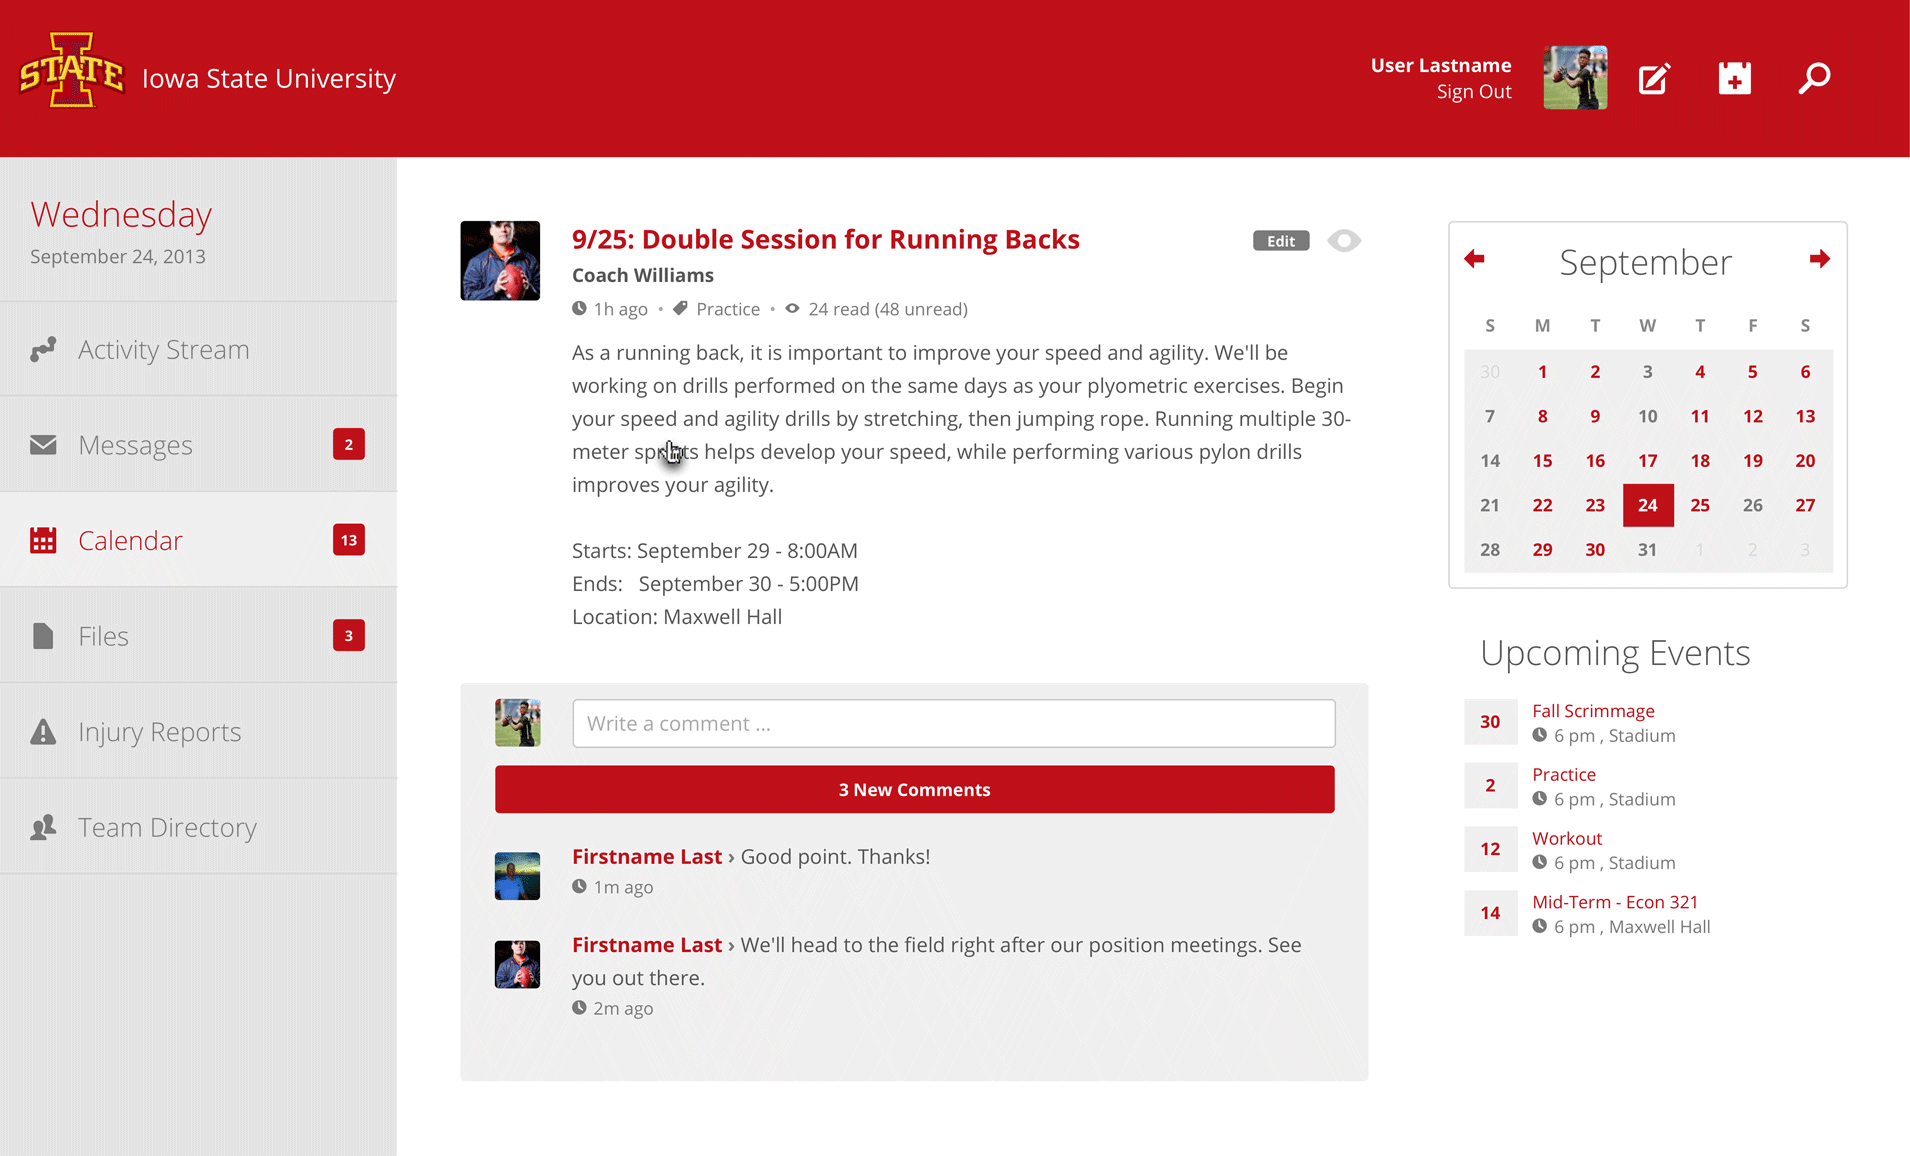 STATE
Iowa State University
User Lastname
Sign Out
Wednesday
September 24, 2013
Activity Stream
Messages 2
Calendar 13
Files 3
Injury Reports
Team Directory
9/25: Double Session for Running Backs
Edit
Coach Williams
1h ago • Practice • 24 read (48 unread)
As a running back, it is important to improve your speed and agility. We'll be
working on drills performed on the same days as your plyometric exercises. Begin
your speed and agility drills by stretching, then jumping rope. Running multiple 30-
meter sprints helps develop your speed, while performing various pylon drills
improves your agility.
Starts: September 29 - 8:00AM
Ends: September 30 - 5:00PM
Location: Maxwell Hall
Write a comment ...
3 New Comments
Firstname Last › Good point. Thanks!
1m ago
Firstname Last › We'll head to the field right after our position meetings. See
you out there.
2m ago
September
S M T W T F S
30 1 2 3 4 5 6
7 8 9 10 11 12 13
14 15 16 17 18 19 20
21 22 23 24 25 26 27
28 29 30 31 1 2 3
Upcoming Events
30 Fall Scrimmage
6 pm , Stadium
2 Practice
6 pm , Stadium
12 Workout
6 pm , Stadium
14 Mid-Term - Econ 321
6 pm , Maxwell Hall